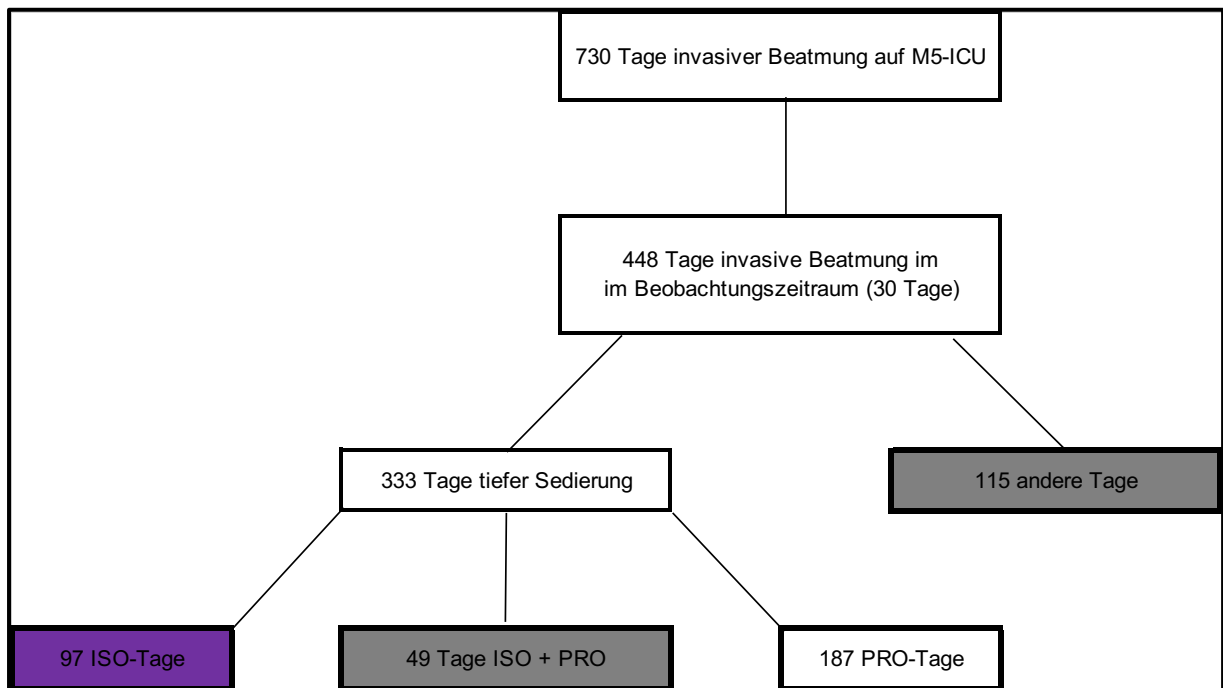 730 Tage invasiver Beatmung auf M5-ICU
448 Tage invasive Beatmung im
im Beobachtungszeitraum (30 Tage)
333 Tage tiefer Sedierung
115 andere Tage
97 ISO-Tage
49 Tage ISO + PRO
187 PRO-Tage